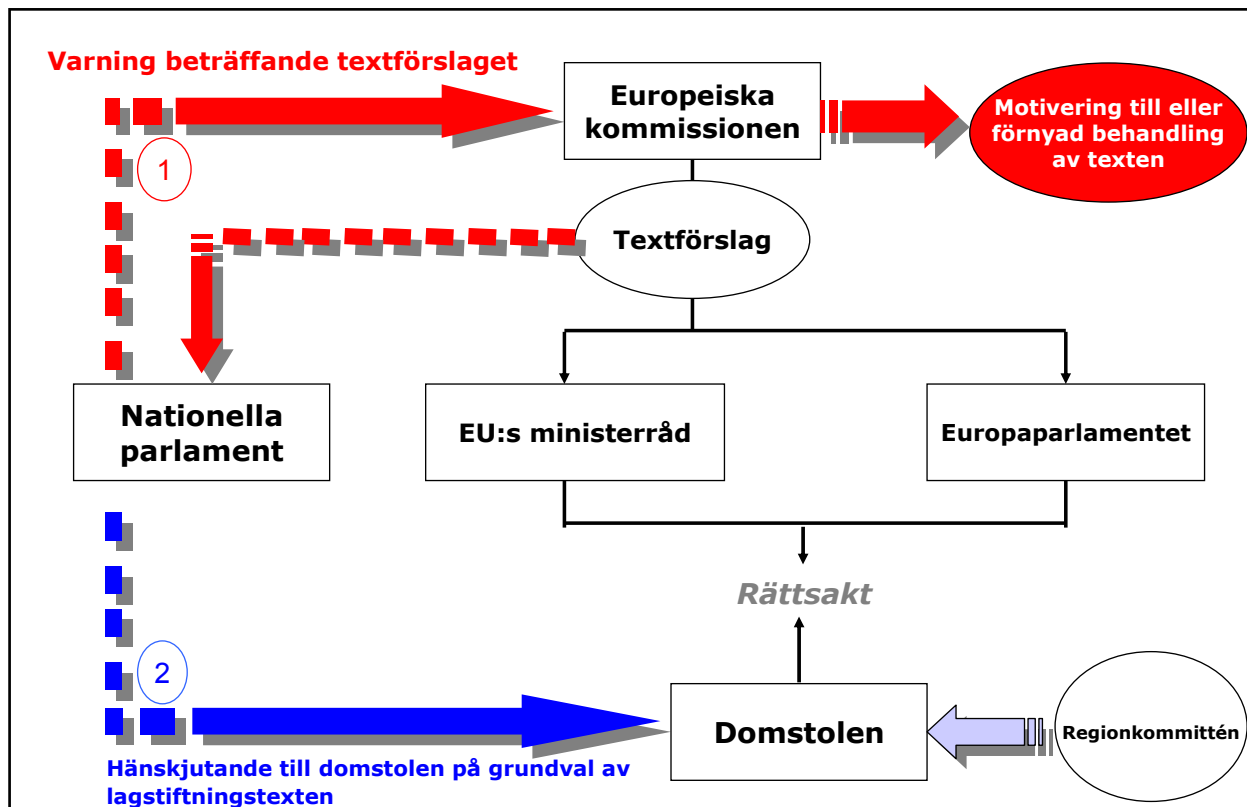 Varning beträffande textförslaget
Europeiska
kommissionen
Motivering till eller
förnyad behandling
av texten
1
Textförslag
Nationella
parlament
EU:s ministerråd
Europaparlamentet
Rättsakt
2
Domstolen
Regionkommittén
Hänskjutande till domstolen på grundval av
lagstiftningstexten